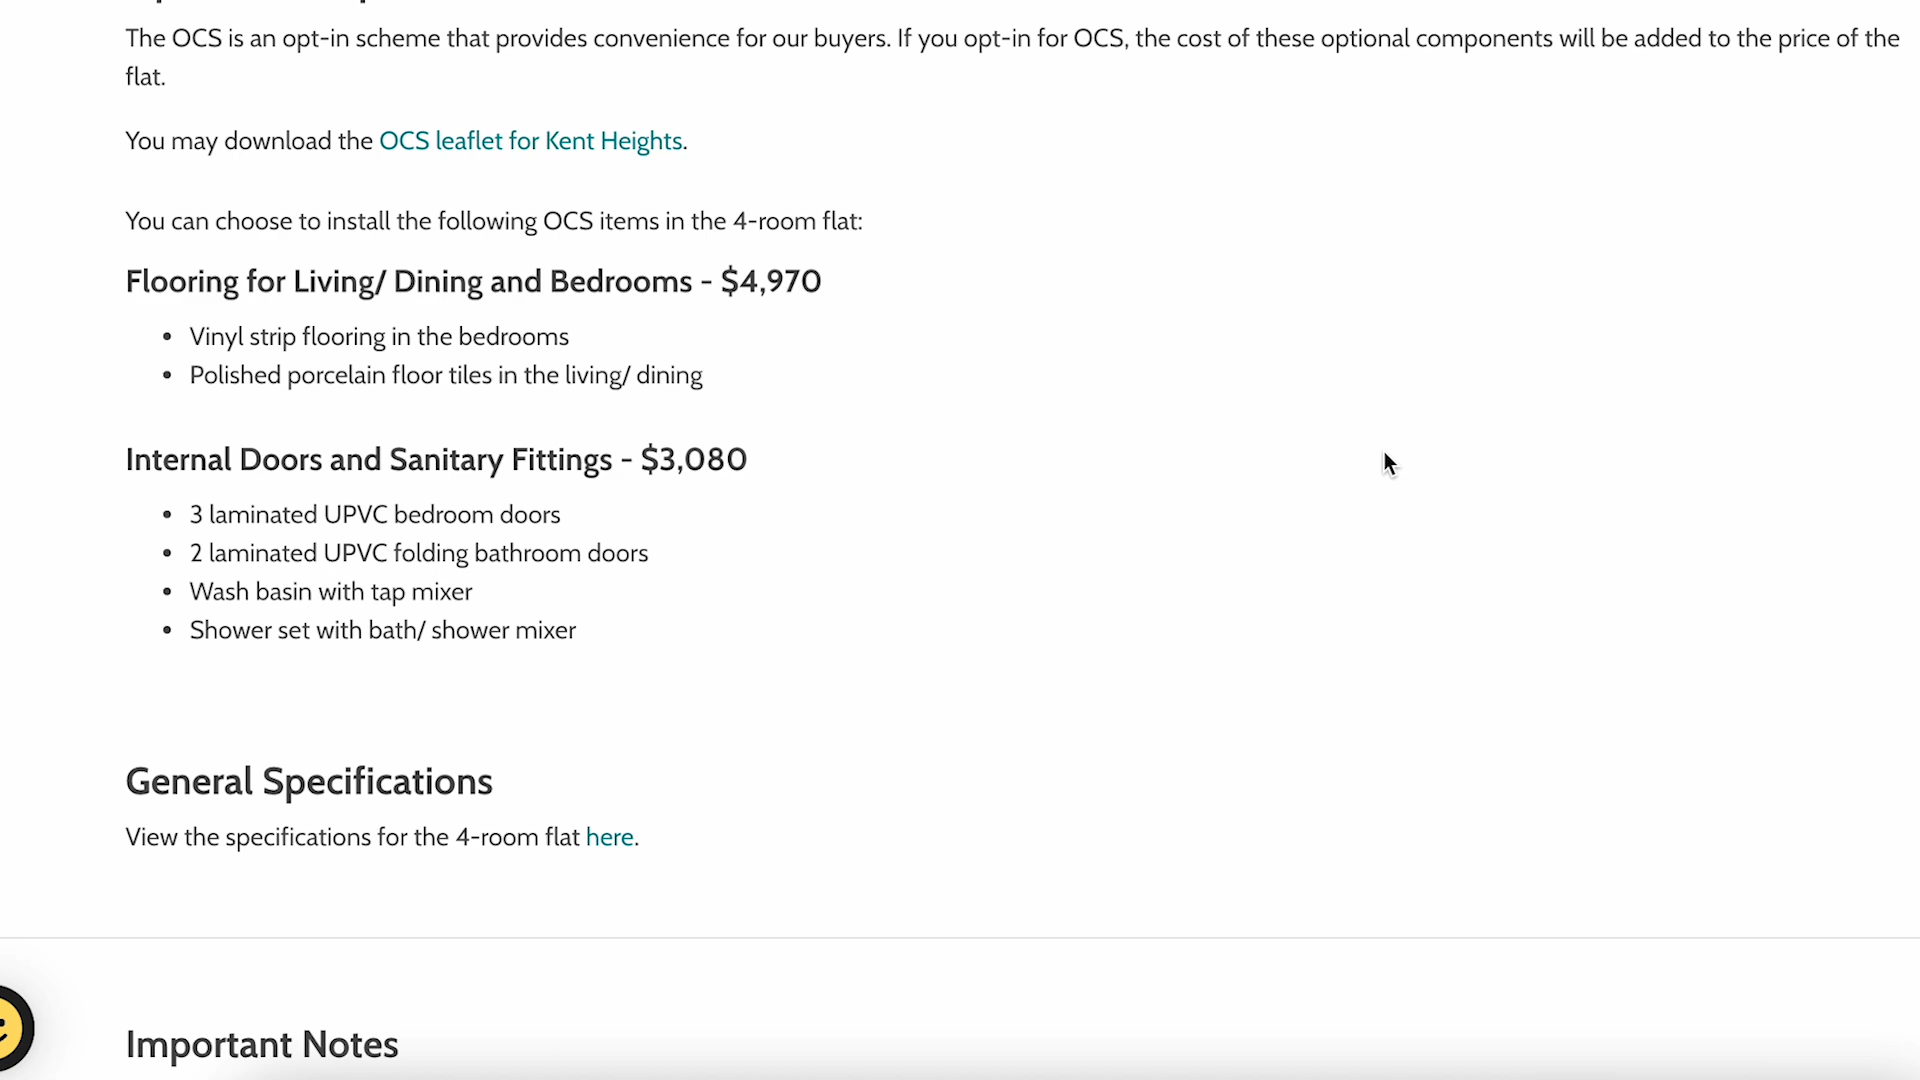 The OCS is an opt-in scheme that provides convenience for our buyers. If you opt-in for OCS, the cost of these optional components will be added to the price of the
flat.
You may download the OCS leaflet for Kent Heights.
You can choose to install the following OCS items in the 4-room flat:
Flooring for Living/ Dining and Bedrooms - $4,970
• Vinyl strip flooring in the bedrooms
• Polished porcelain floor tiles in the living/ dining
Internal Doors and Sanitary Fittings - $3,080
• 3 laminated UPVC bedroom doors
• 2 laminated UPVC folding bathroom doors
• Wash basin with tap mixer
• Shower set with bath/ shower mixer
General Specifications
View the specifications for the 4-room flat here.
Important Notes